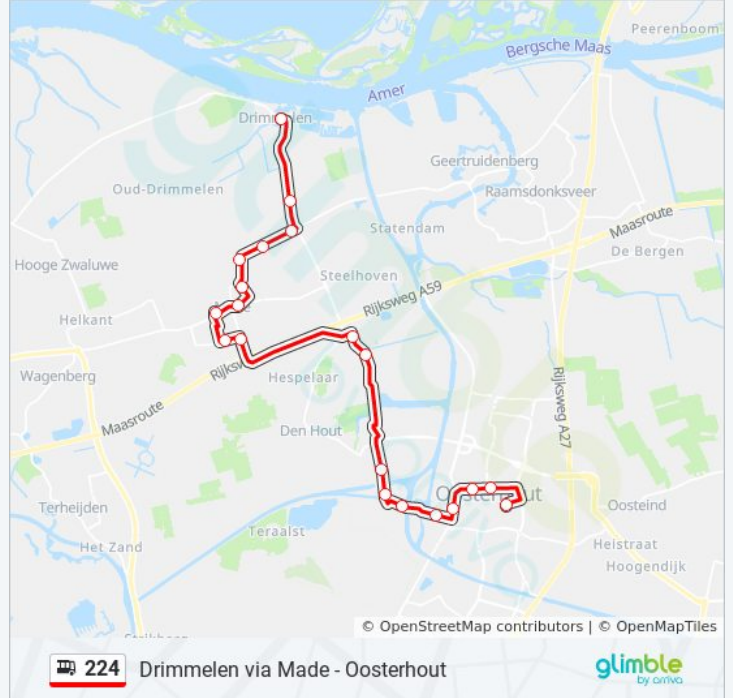 Peerenboom
Bergsche Maas
Amer
Drimmelen
Geertruidenberg
Oud-Drimmelen
Raamsdonksveer
Maasroute
Statendam
De Bergen
Hooge Zwaluwe
Steelhoven
Rijksweg A59
Helkant
Wagenberg
Hespelaar
Rijksweg A27
Maasroute
Den Hout
Oosterhout
Terheijden
Oosteind
Teraalst
Het Zand
Heistraat
Hoogendijk
© OpenStreetMap contributors | © OpenMapTiles
224 Drimmelen via Made - Oosterhout
glimble
by arriva